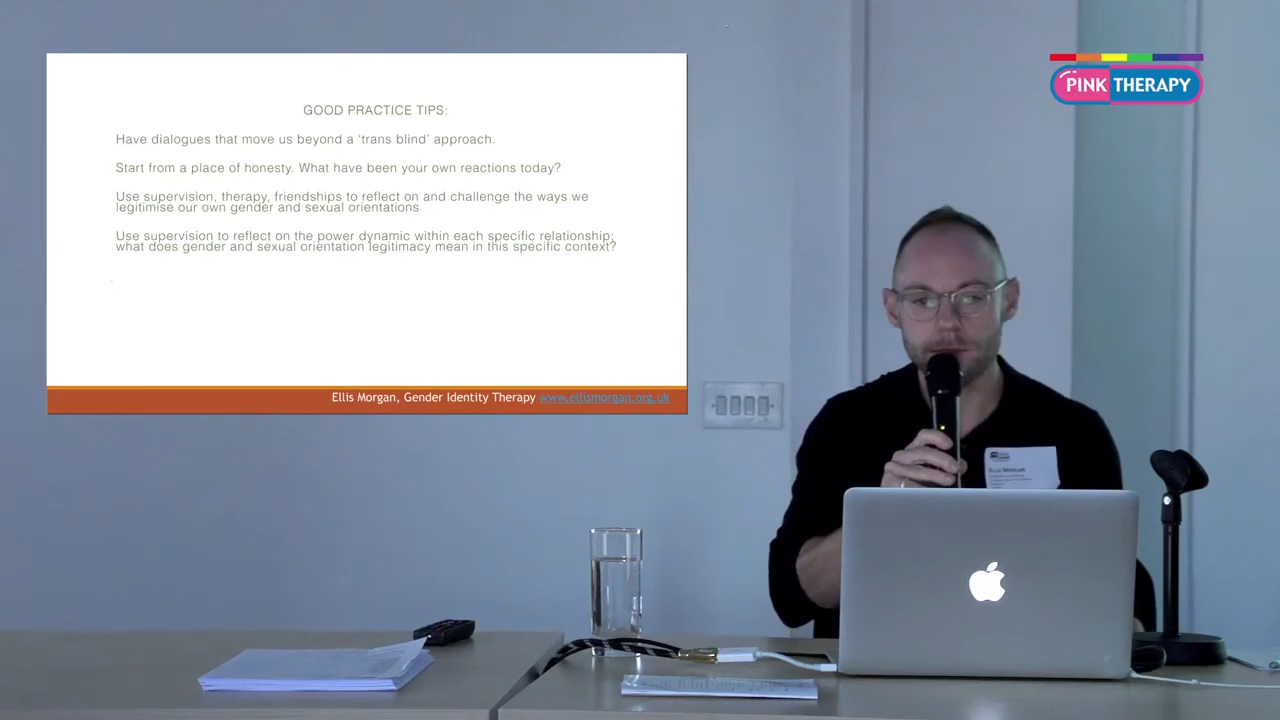 GOOD PRACTICE TIPS:
Have dialogues that move us beyond a ‘trans blind’ approach.
Start from a place of honesty. What have been your own reactions today?
Use supervision, therapy, friendships to reflect on and challenge the ways we
legitimise our own gender and sexual orientations
Use supervision to reflect on the power dynamic within each specific relationship;
what does gender and sexual orientation legitimacy mean in this specific context?
Ellis Morgan, Gender Identity Therapy www.ellismorgan.org.uk
PINK THERAPY